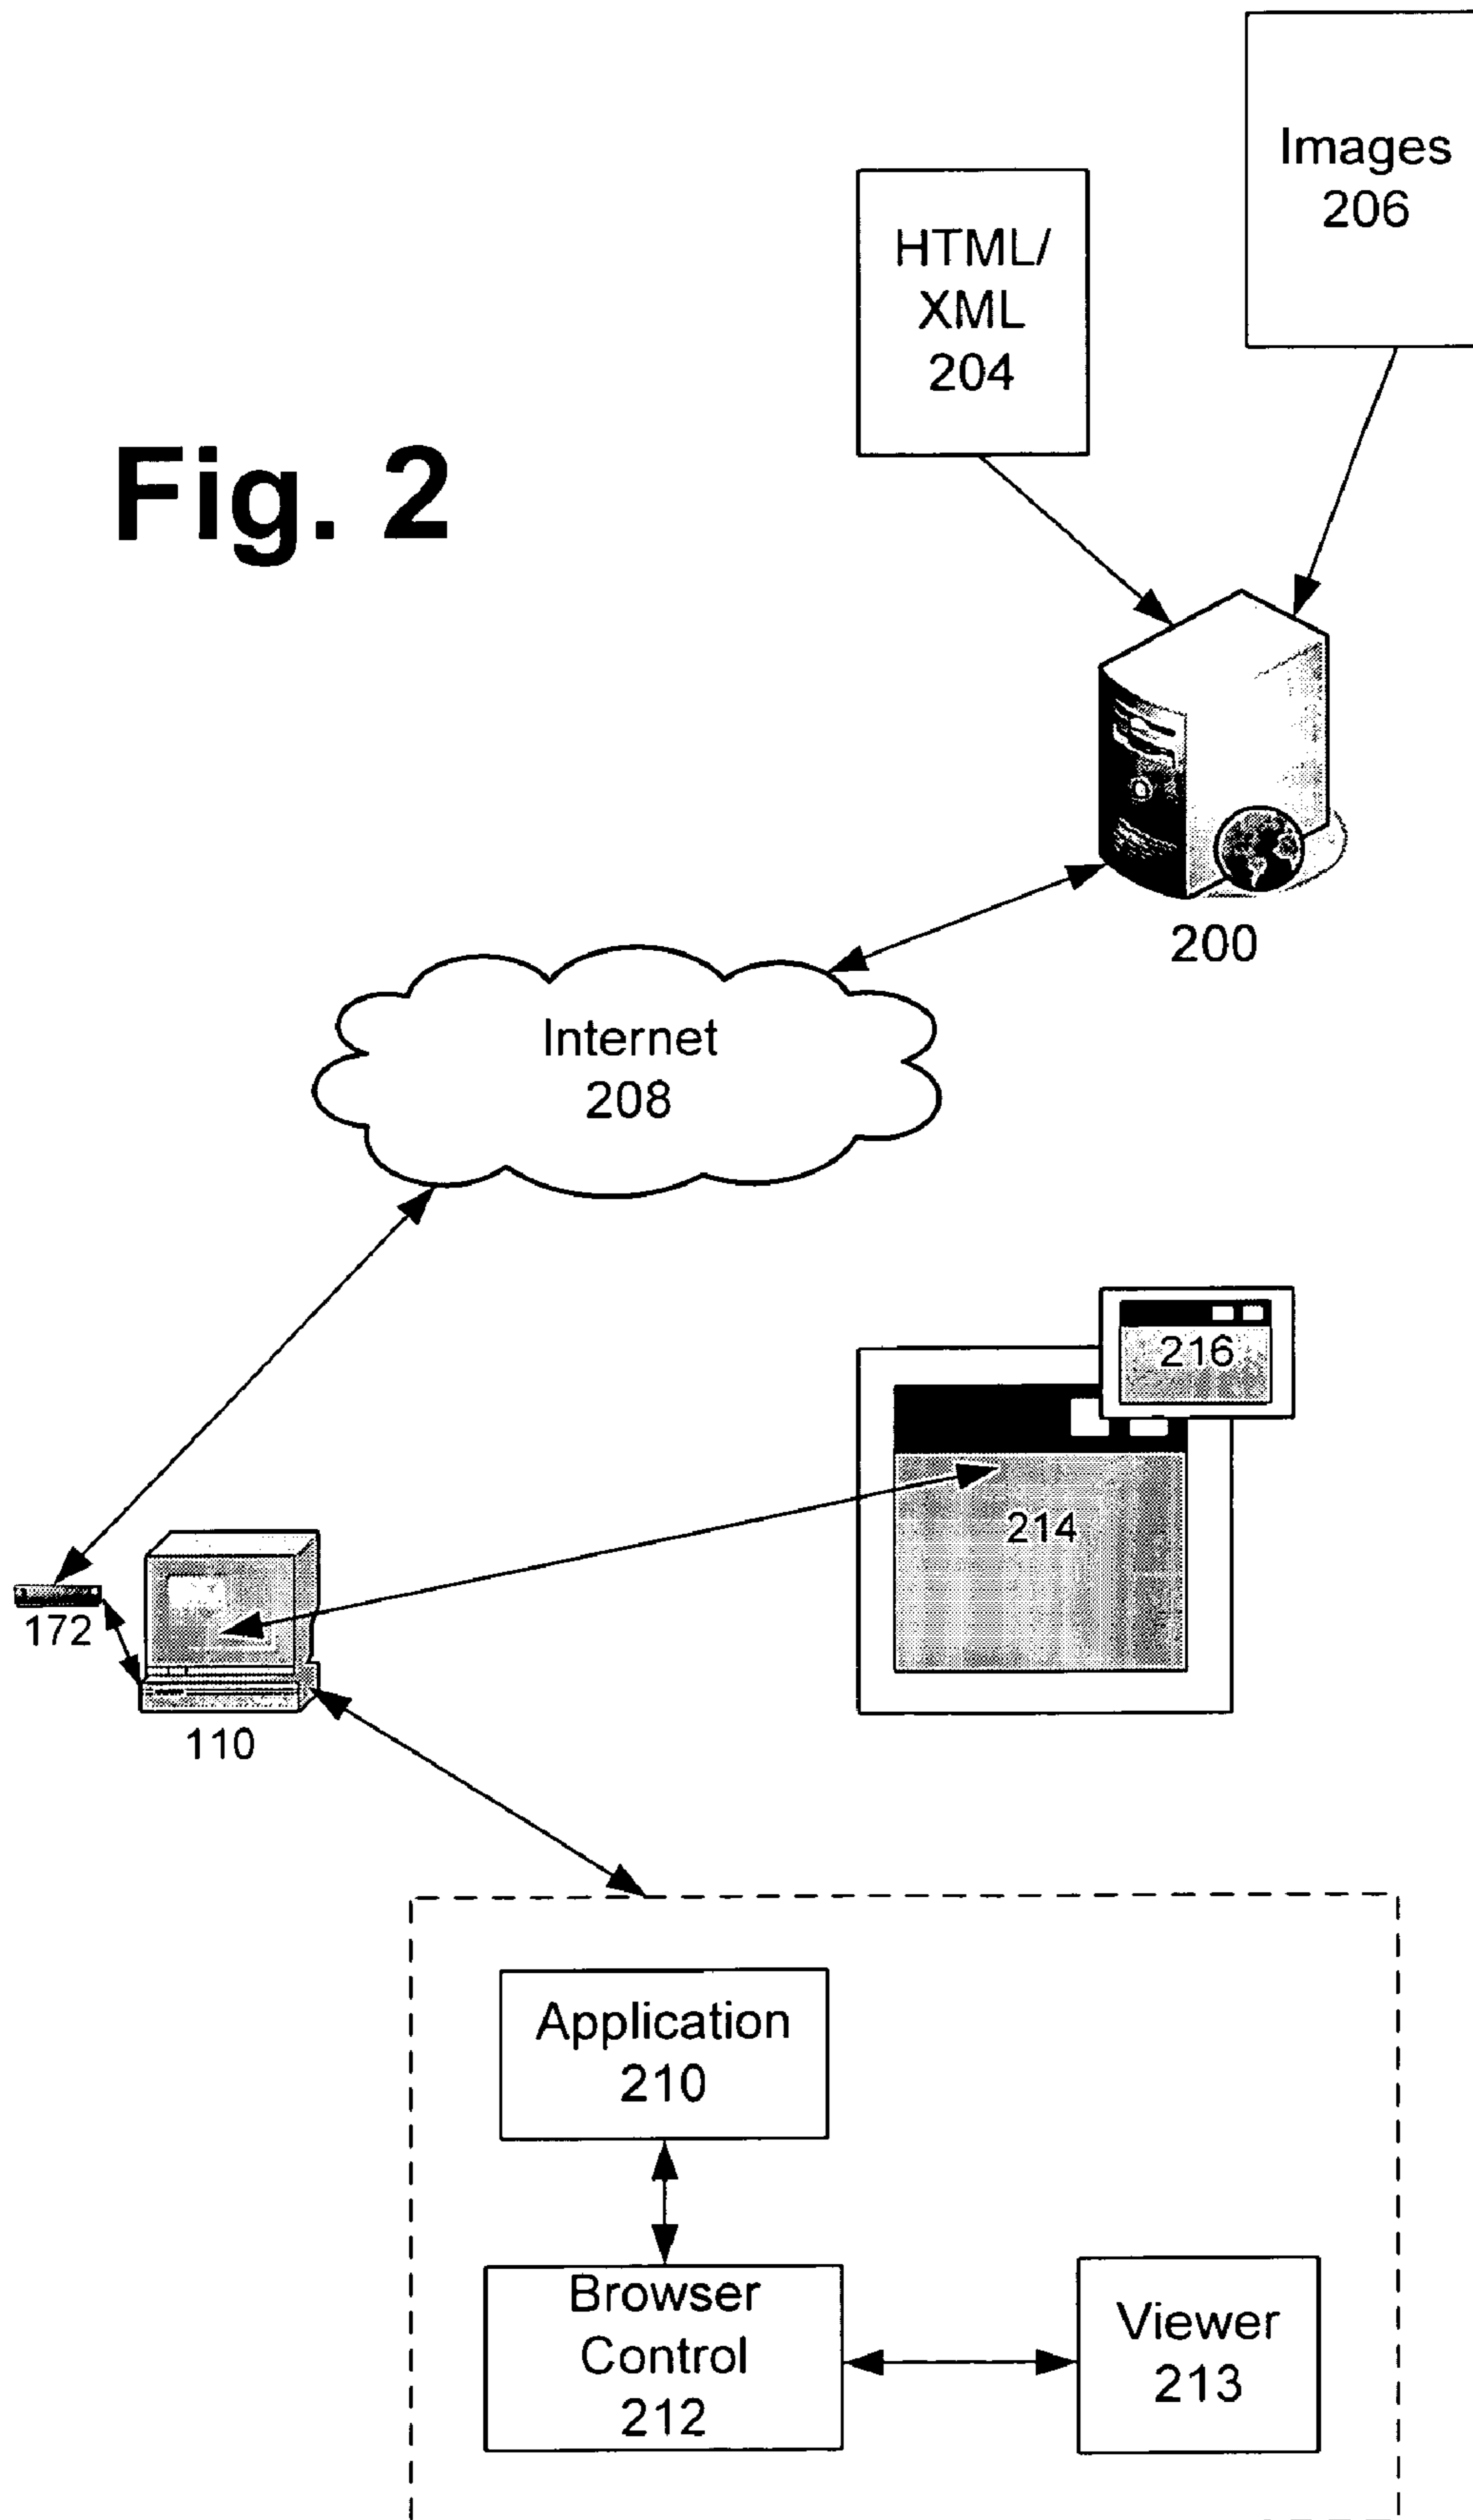 Images
206
HTML/
XML
204
Fig. 2
200
Internet
208
216
214
172
110
Application
210
Browser
Control
212
Viewer
213